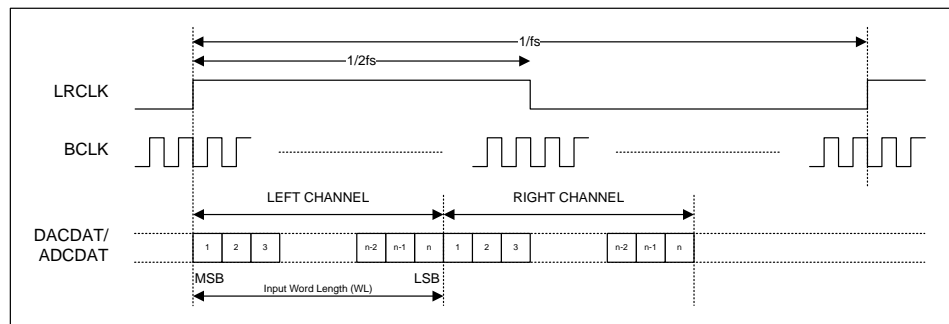 1/fs
1/2fs
LRCLK
BCLK
LEFT CHANNEL
RIGHT CHANNEL
DACDAT/
ADCDAT
1 2 3 n-2 n-1 n 1 2 3 n-2 n-1 n
MSB LSB
Input Word Length (WL)